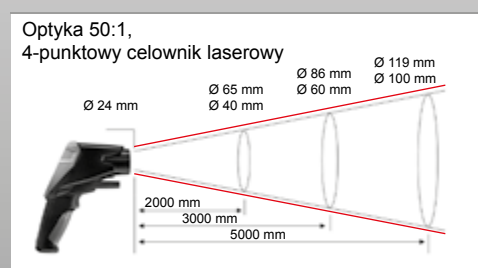 Optyka 50:1,
4-punktowy celownik laserowy
Ø 24 mm
Ø 65 mm
Ø 40 mm
Ø 86 mm
Ø 60 mm
Ø 119 mm
Ø 100 mm
2000 mm
3000 mm
5000 mm